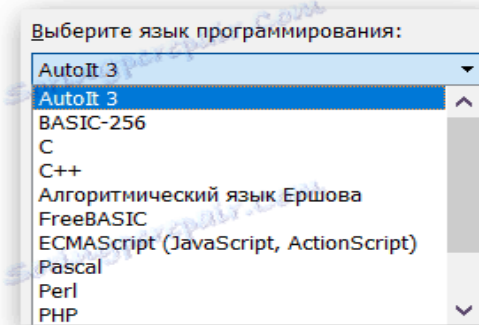 Выберите язык программирования:
AutoIt 3
AutoIt 3
BASIC-256
C
C++
Алгоритмический язык Ершова
FreeBASIC
ECMAScript (JavaScript, ActionScript)
Pascal
Perl
PHP